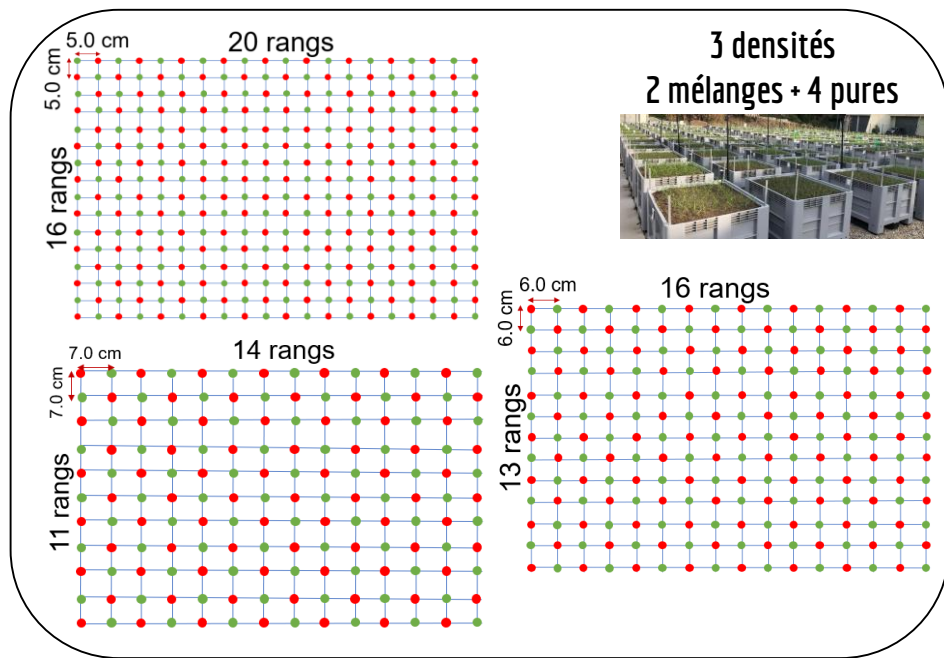 5.0 cm
20 rangs
5.0 cm
16 rangs
3 densités
2 mélanges + 4 pures
7.0 cm
14 rangs
7.0 cm
11 rangs
6.0 cm
16 rangs
6.0 cm
13 rangs